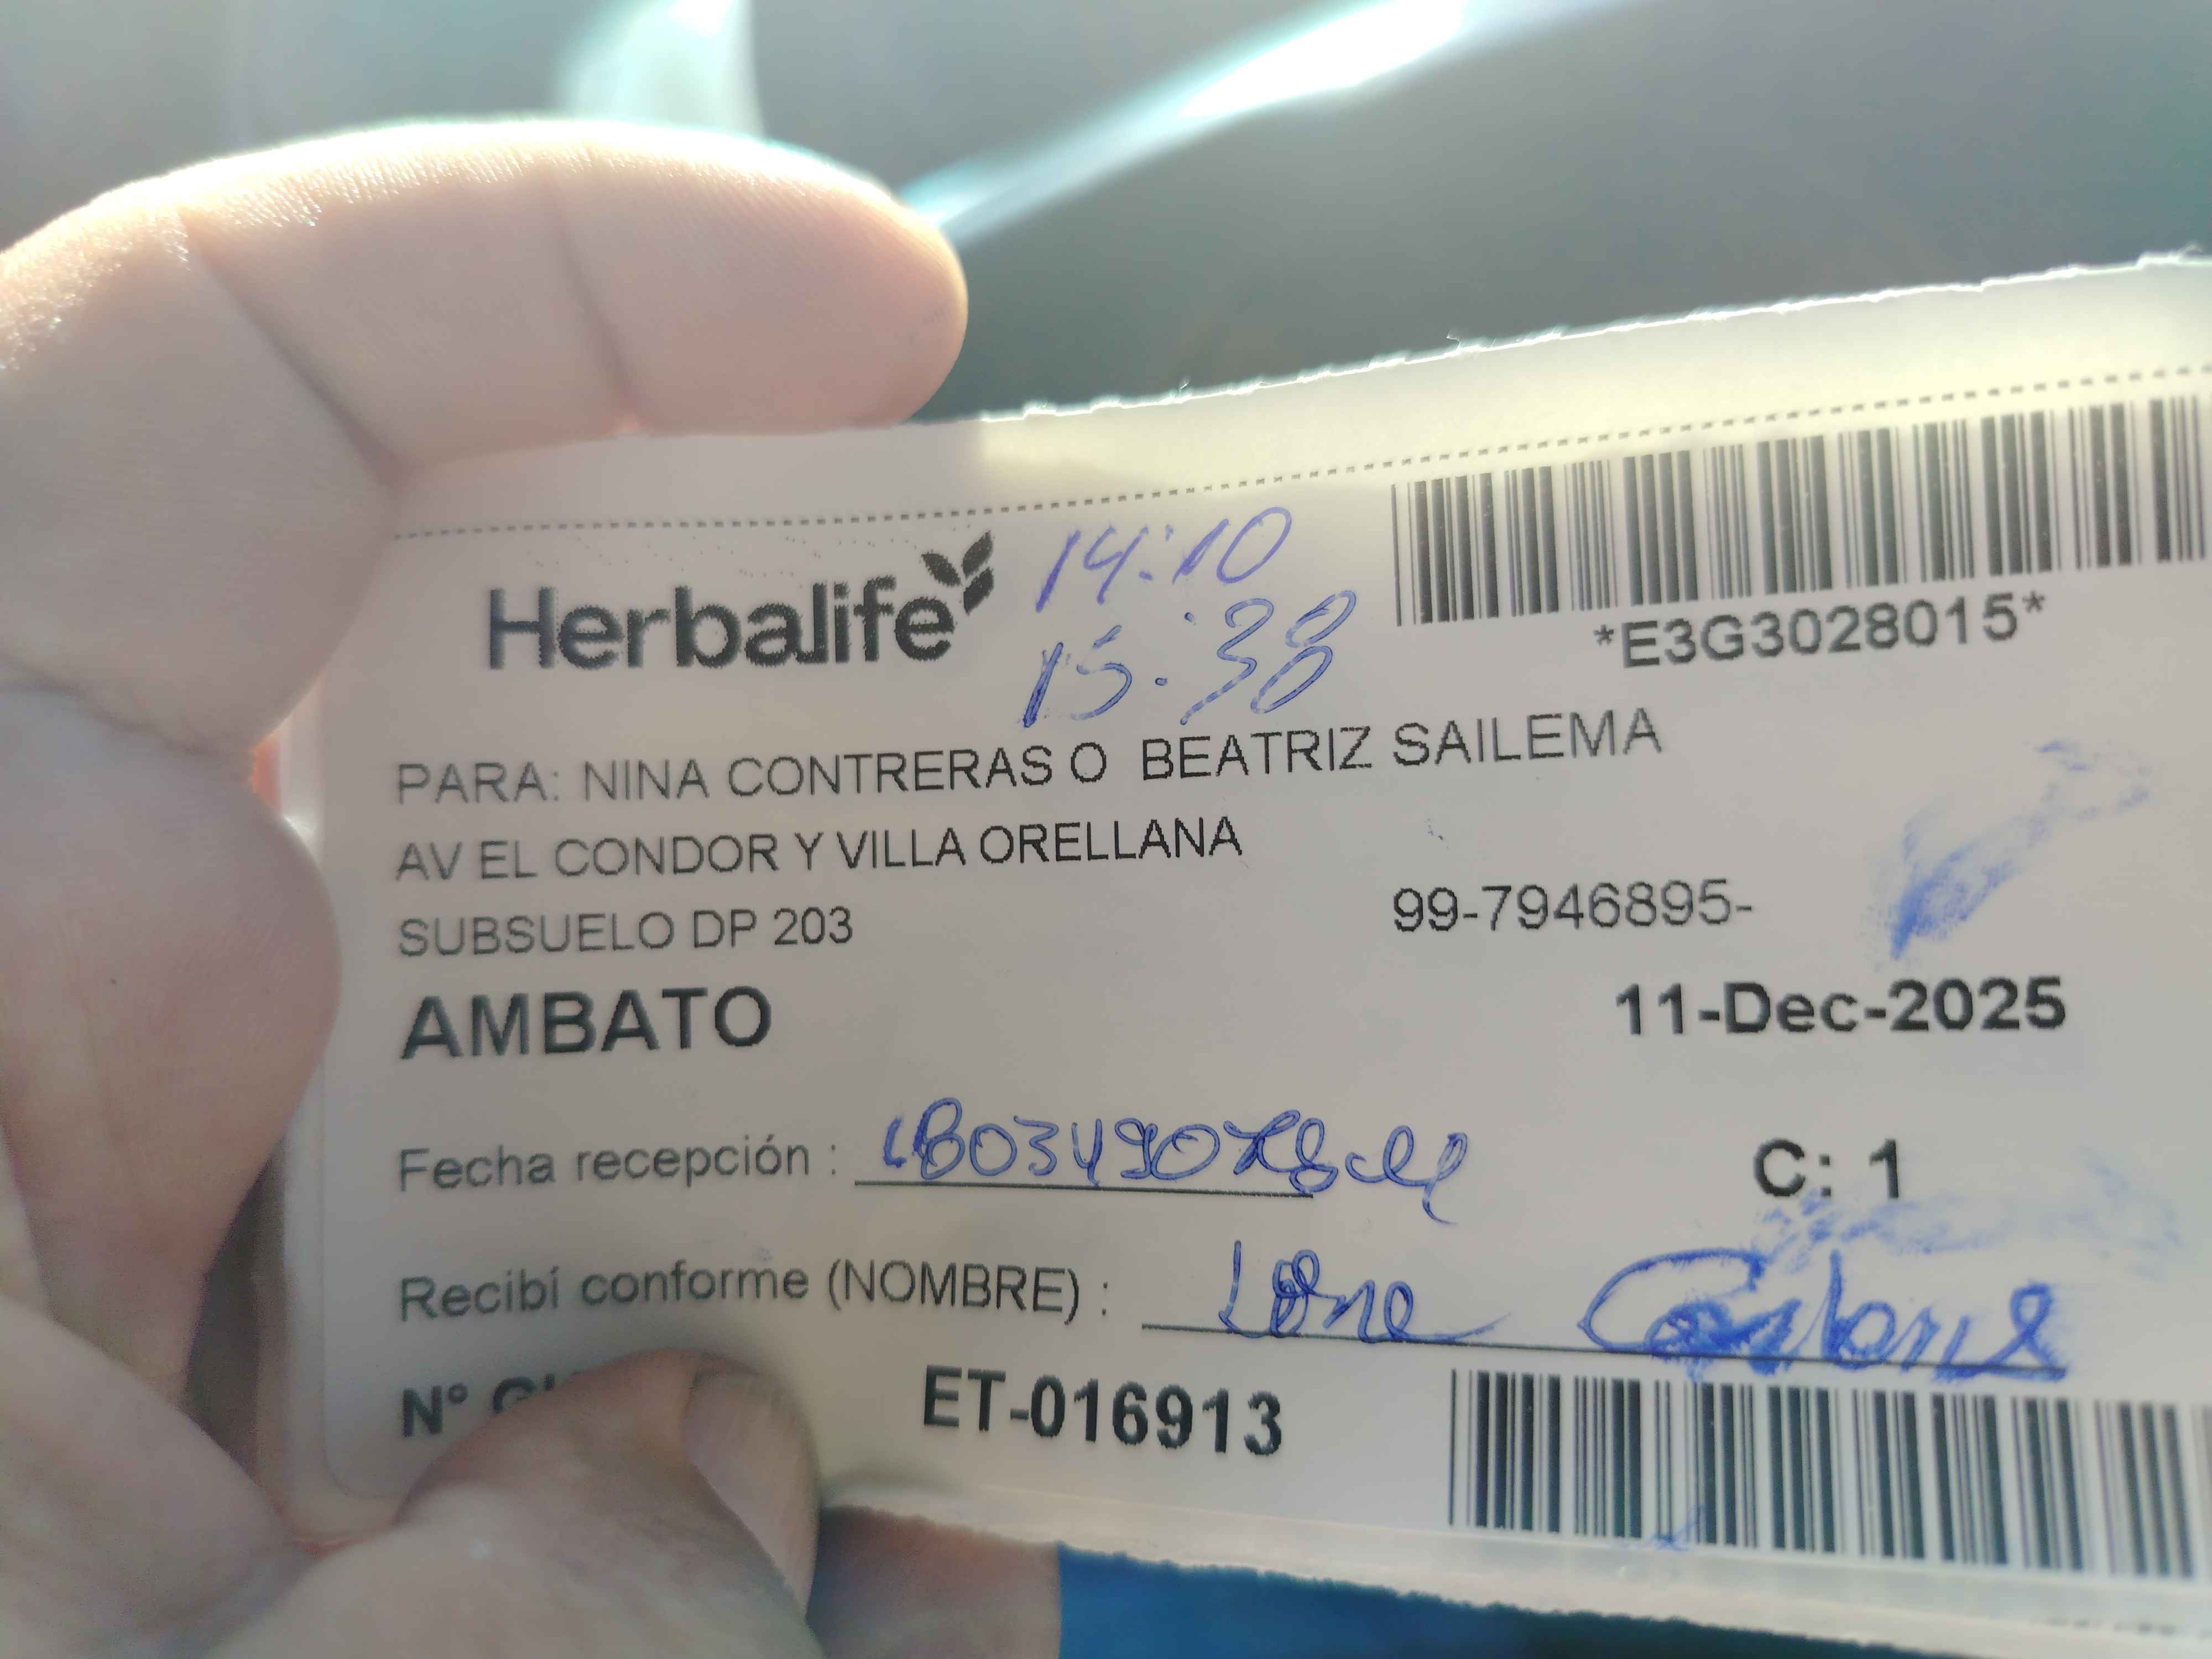 Herbalife
14:10
15:38
*E3G3028015*
PARA: NINA CONTRERAS O BEATRIZ SAILEMA
AV EL CONDOR Y VILLA ORELLANA
SUBSUELO DP 203
99-7946895-
AMBATO
11-Dec-2025
Fecha recepción :
C: 1
Recibí conforme (NOMBRE) :
N°
ET-016913